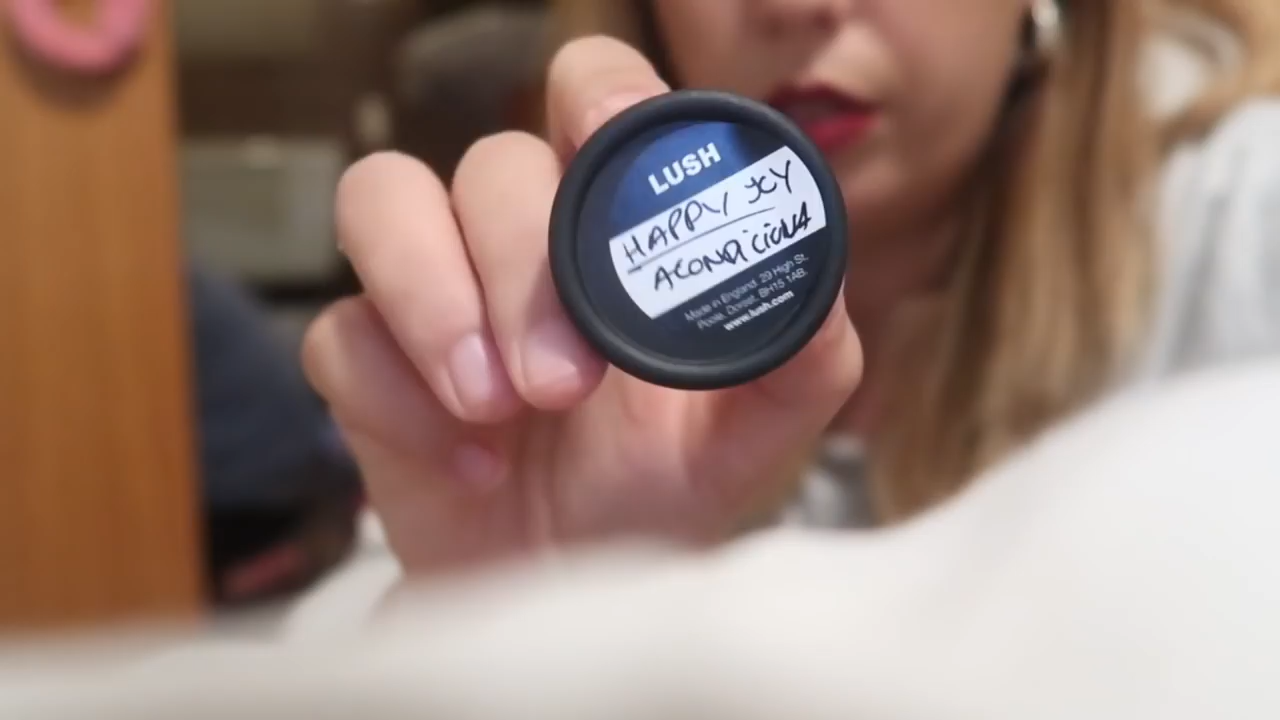 LUSH
HAPPY JOY
ACONDICIONA
Made in England. 29 High St,
Poole, Dorset. BH15 1AB.
www.lush.com